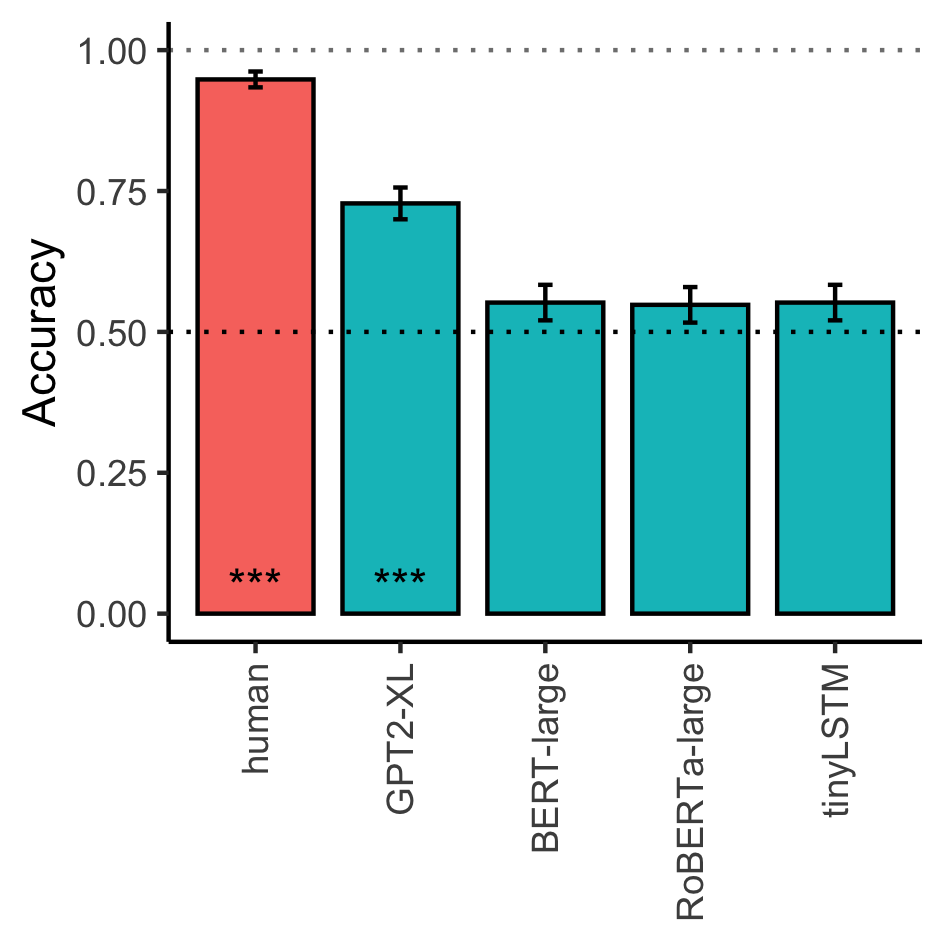 Accuracy
1.00
0.75
0.50
0.25
0.00
***
***
human
GPT2-XL
BERT-large
RoBERTa-large
tinyLSTM